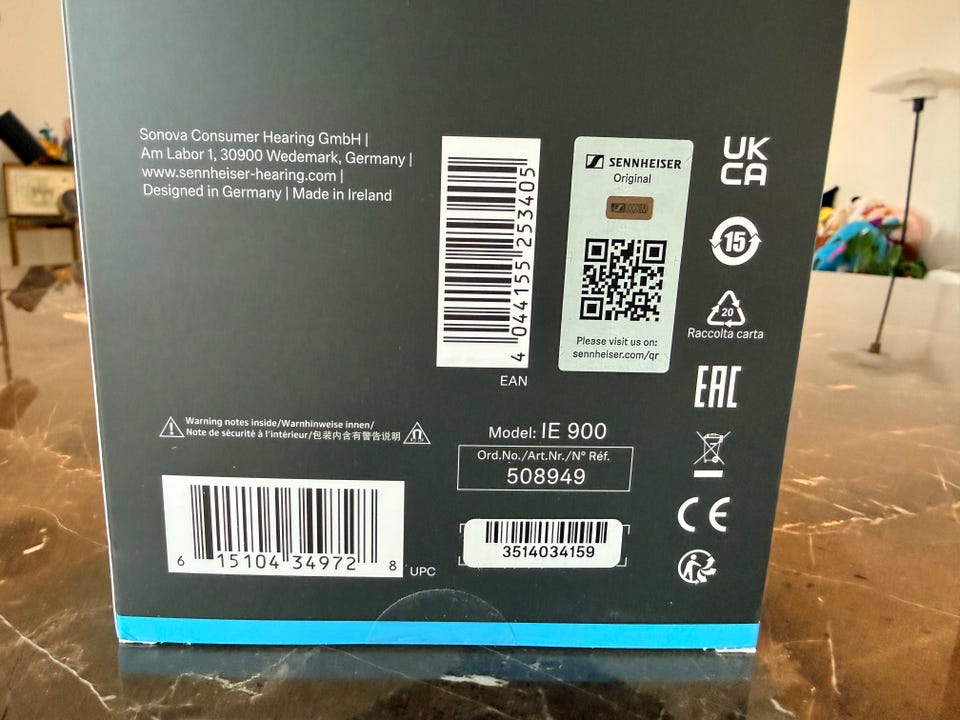 Sonova Consumer Hearing GmbH |
Am Labor 1, 30900 Wedemark, Germany |
www.sennheiser-hearing.com |
Designed in Germany | Made in Ireland
4 044155 253405
EAN
SENNHEISER
Original
Please visit us on:
sennheiser.com/qr
UK
CA
15
20
Raccolta carta
EAC
CE
Warning notes inside/Warnhinweise innen/
Note de sécurité à l'intérieur/包装内含有警告说明
Model: IE 900
Ord.No./Art.Nr./N° Réf.
508949
3514034159
6 15104 34972 8
UPC